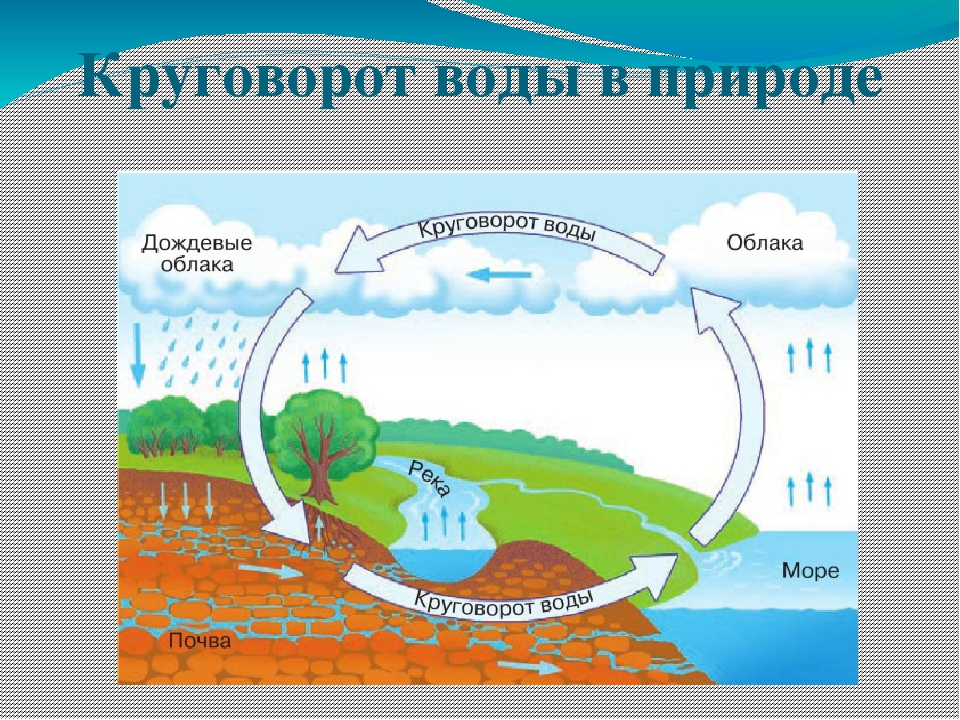 Круговорот воды в природе
Дождевые
облака
Круговорот воды
Облака
Река
Море
Круговорот воды
Почва